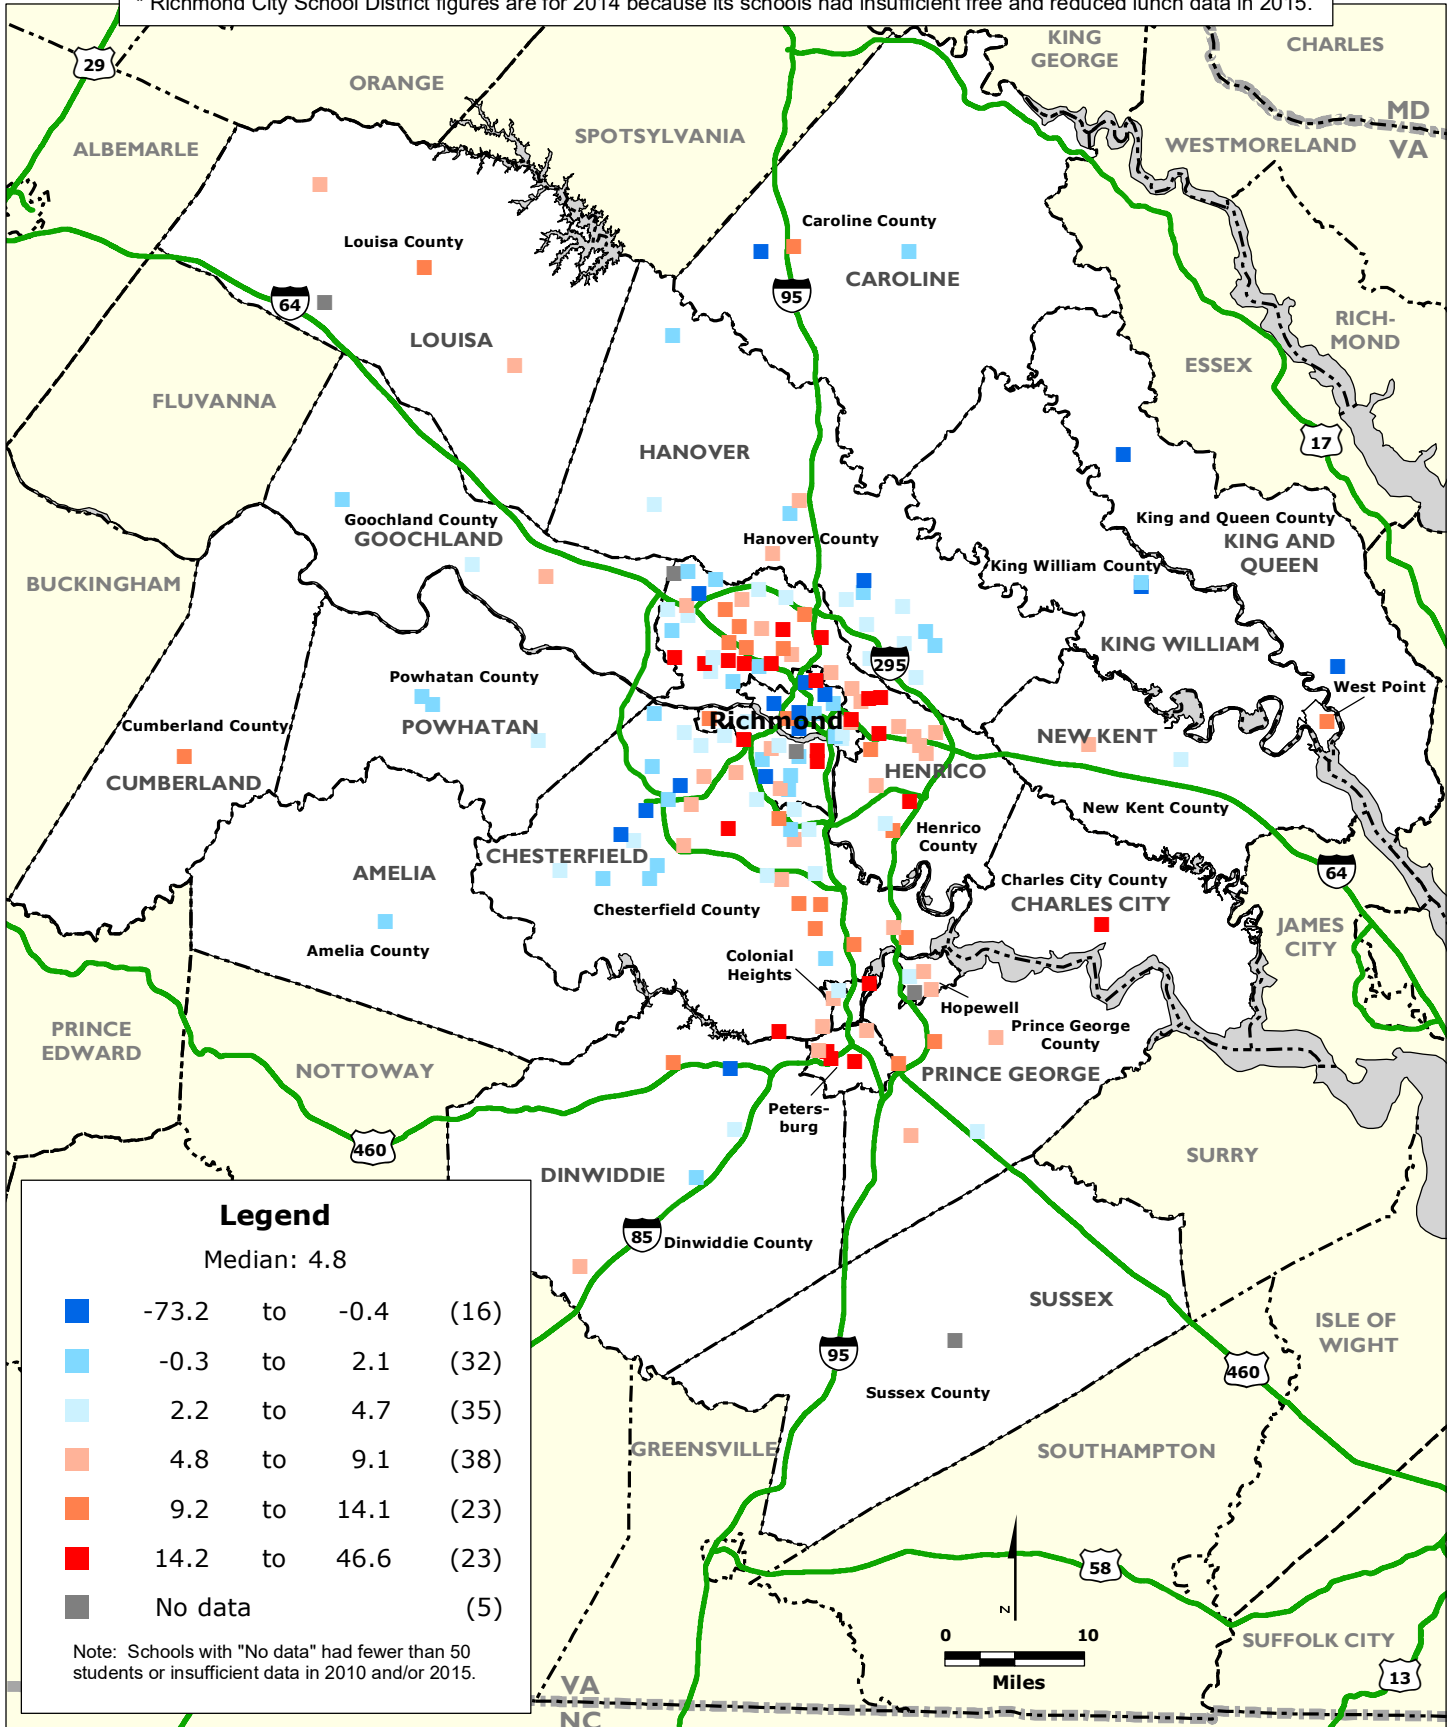 * Richmond City School District figures are for 2014 because its schools had insufficient free and reduced lunch data in 2015.
KING
GEORGE
CHARLES
29
ORANGE
MD
VA
SPOTSYLVANIA
ALBEMARLE
WESTMORELAND
Caroline County
Louisa County
CAROLINE
64
95
RICH-
MOND
LOUISA
ESSEX
FLUVANNA
17
HANOVER
Goochland County
GOOCHLAND
King and Queen County
KING AND
QUEEN
Hanover County
King William County
BUCKINGHAM
KING WILLIAM
295
Powhatan County
West Point
Cumberland County
POWHATAN
Richmond
NEW KENT
CUMBERLAND
HENRICO
New Kent County
Henrico
County
CHESTERFIELD
AMELIA
64
Charles City County
CHARLES CITY
Chesterfield County
JAMES
CITY
Amelia County
Colonial
Heights
Hopewell
PRINCE
EDWARD
Prince George
County
NOTTOWAY
PRINCE GEORGE
Peters-
burg
460
SURRY
DINWIDDIE
Legend
Median: 4.8
-73.2 to -0.4 (16)
-0.3 to 2.1 (32)
2.2 to 4.7 (35)
4.8 to 9.1 (38)
9.2 to 14.1 (23)
14.2 to 46.6 (23)
No data (5)
Note: Schools with "No data" had fewer than 50
students or insufficient data in 2010 and/or 2015.
85
Dinwiddie County
SUSSEX
ISLE OF
WIGHT
95
460
Sussex County
GREENSVILLE
SOUTHAMPTON
58
N
0 10
Miles
SUFFOLK CITY
13
VA
NC